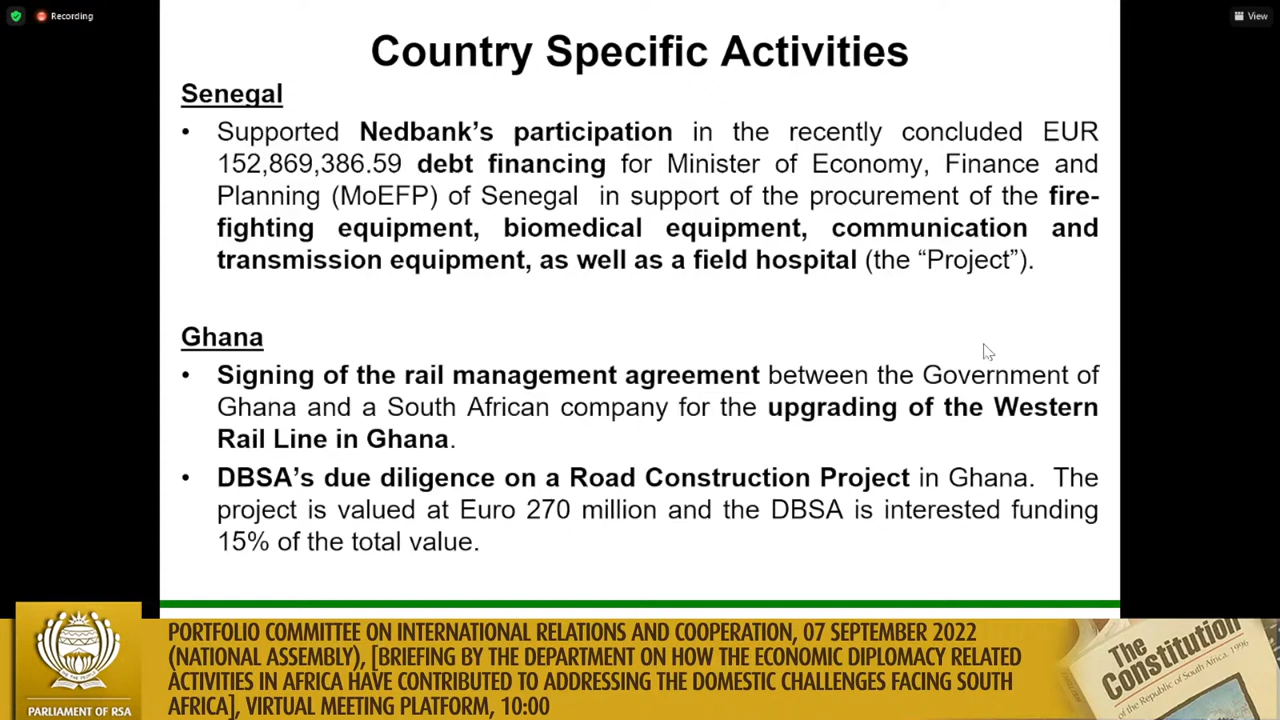 Recording
View
Country Specific Activities
Senegal
• Supported Nedbank’s participation in the recently concluded EUR
152,869,386.59 debt financing for Minister of Economy, Finance and
Planning (MoEFP) of Senegal in support of the procurement of the fire-
fighting equipment, biomedical equipment, communication and
transmission equipment, as well as a field hospital (the “Project”).
Ghana
• Signing of the rail management agreement between the Government of
Ghana and a South African company for the upgrading of the Western
Rail Line in Ghana.
• DBSA’s due diligence on a Road Construction Project in Ghana. The
project is valued at Euro 270 million and the DBSA is interested funding
15% of the total value.
PORTFOLIO COMMITTEE ON INTERNATIONAL RELATIONS AND COOPERATION, 07 SEPTEMBER 2022
(NATIONAL ASSEMBLY), [BRIEFING BY THE DEPARTMENT ON HOW THE ECONOMIC DIPLOMACY RELATED
ACTIVITIES IN AFRICA HAVE CONTRIBUTED TO ADDRESSING THE DOMESTIC CHALLENGES FACING SOUTH
AFRICA], VIRTUAL MEETING PLATFORM, 10:00
PARLIAMENT OF RSA
The
Constitution
of the Republic of South Africa, 1996